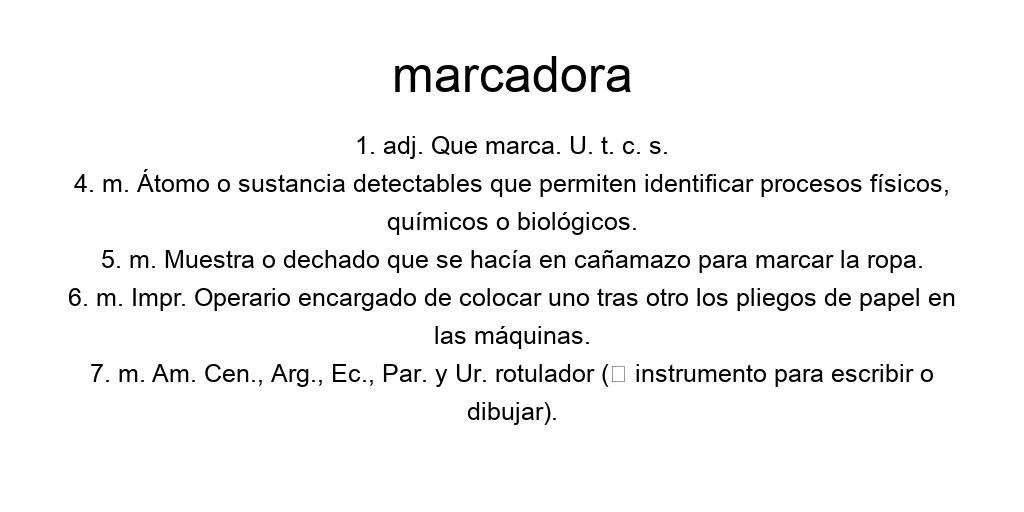 marcadora
1. adj. Que marca. U. t. c. s.
4. m. Átomo o sustancia detectables que permiten identificar procesos físicos,
químicos o biológicos.
5. m. Muestra o dechado que se hacía en cañamazo para marcar la ropa.
6. m. Impr. Operario encargado de colocar uno tras otro los pliegos de papel en
las máquinas.
7. m. Am. Cen., Arg., Ec., Par. y Ur. rotulador (▯ instrumento para escribir o
dibujar).